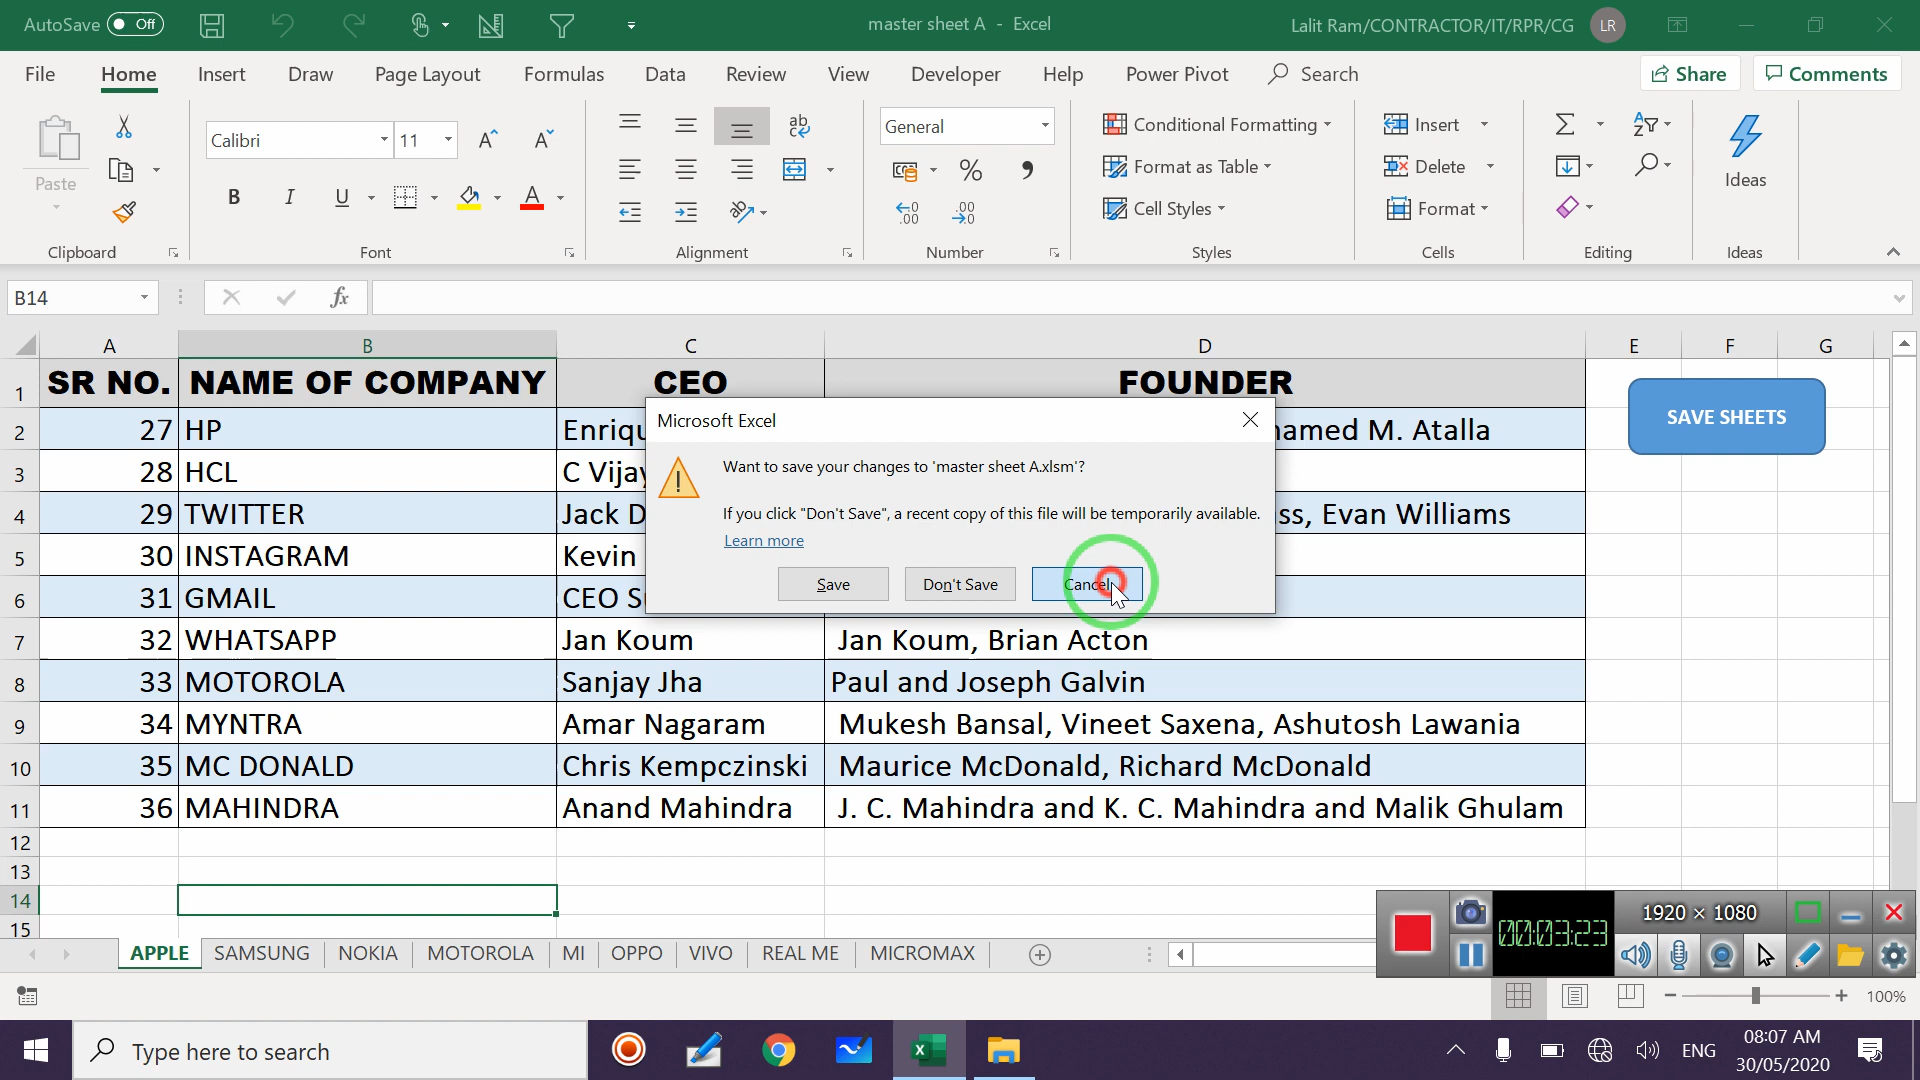 AutoSave Off master sheet A - Excel Lalit Ram/CONTRACTOR/IT/RPR/CG LR
File Home Insert Draw Page Layout Formulas Data Review View Developer Help Power Pivot Search Share Comments
Calibri 11 General Conditional Formatting Insert
Paste Format as Table Delete Ideas
B I U Cell Styles Format
Clipboard Font Alignment Number Styles Cells Editing Ideas
B14 fx
A B C D E F G
1 SR NO. NAME OF COMPANY CEO FOUNDER
SAVE SHEETS
2 27 HP Enriqu amed M. Atalla
3 28 HCL C Vijay
4 29 TWITTER Jack D ss, Evan Williams
5 30 INSTAGRAM Kevin
6 31 GMAIL CEO S
7 32 WHATSAPP Jan Koum Jan Koum, Brian Acton
8 33 MOTOROLA Sanjay Jha Paul and Joseph Galvin
9 34 MYNTRA Amar Nagaram Mukesh Bansal, Vineet Saxena, Ashutosh Lawania
10 35 MC DONALD Chris Kempczinski Maurice McDonald, Richard McDonald
11 36 MAHINDRA Anand Mahindra J. C. Mahindra and K. C. Mahindra and Malik Ghulam
12
13
14
15
Microsoft Excel
Want to save your changes to 'master sheet A.xlsm'?
If you click "Don't Save", a recent copy of this file will be temporarily available.
Learn more
Save Don't Save Cancel
00:03:23 1920 × 1080
APPLE SAMSUNG NOKIA MOTOROLA MI OPPO VIVO REAL ME MICROMAX
100%
Type here to search ENG 08:07 AM
30/05/2020